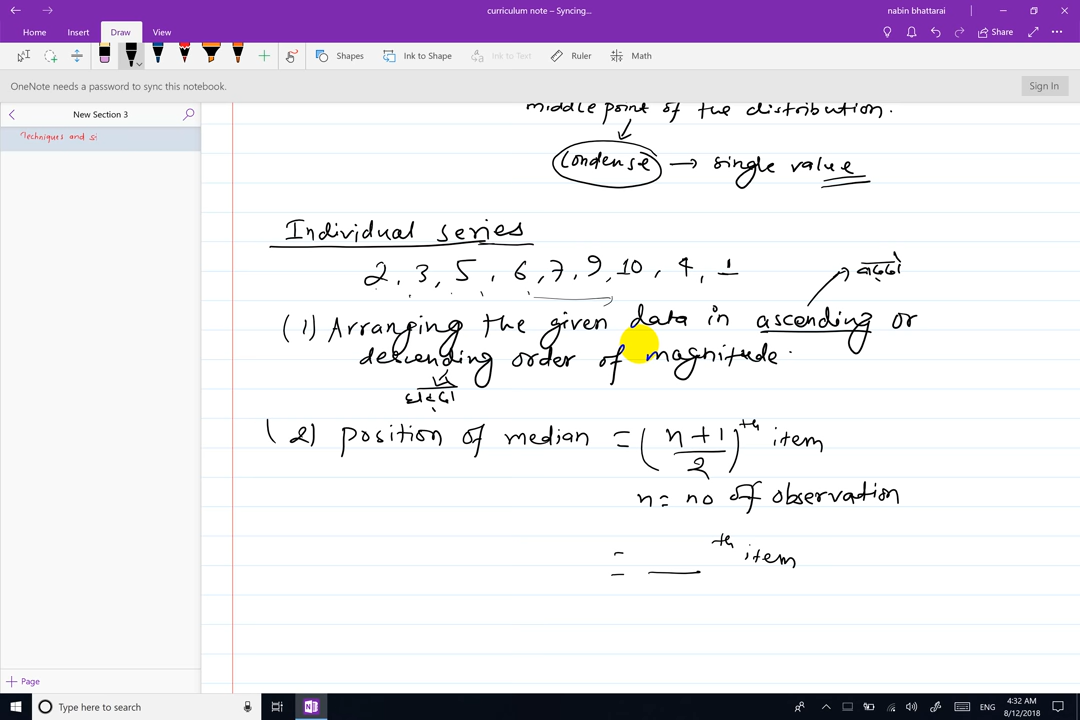 curriculum note – Syncing...
nabin bhattarai
Home
Insert
Draw
View
Shapes
Ink to Shape
Ink to Text
Ruler
Math
Share
OneNote needs a password to sync this notebook.
Sign In
New Section 3
Techniques and
middle point of the distribution.
Condense → single value
Individual series
2, 3, 5, 6, 7, 9, 10, 4, 1
(1) Arranging the given data in ascending or
descending order of magnitude.
(2) position of median = (n+1/2)th item
n = no of observation
= ___ th item
Page
Type here to search
ENG
4:32 AM
8/12/2018